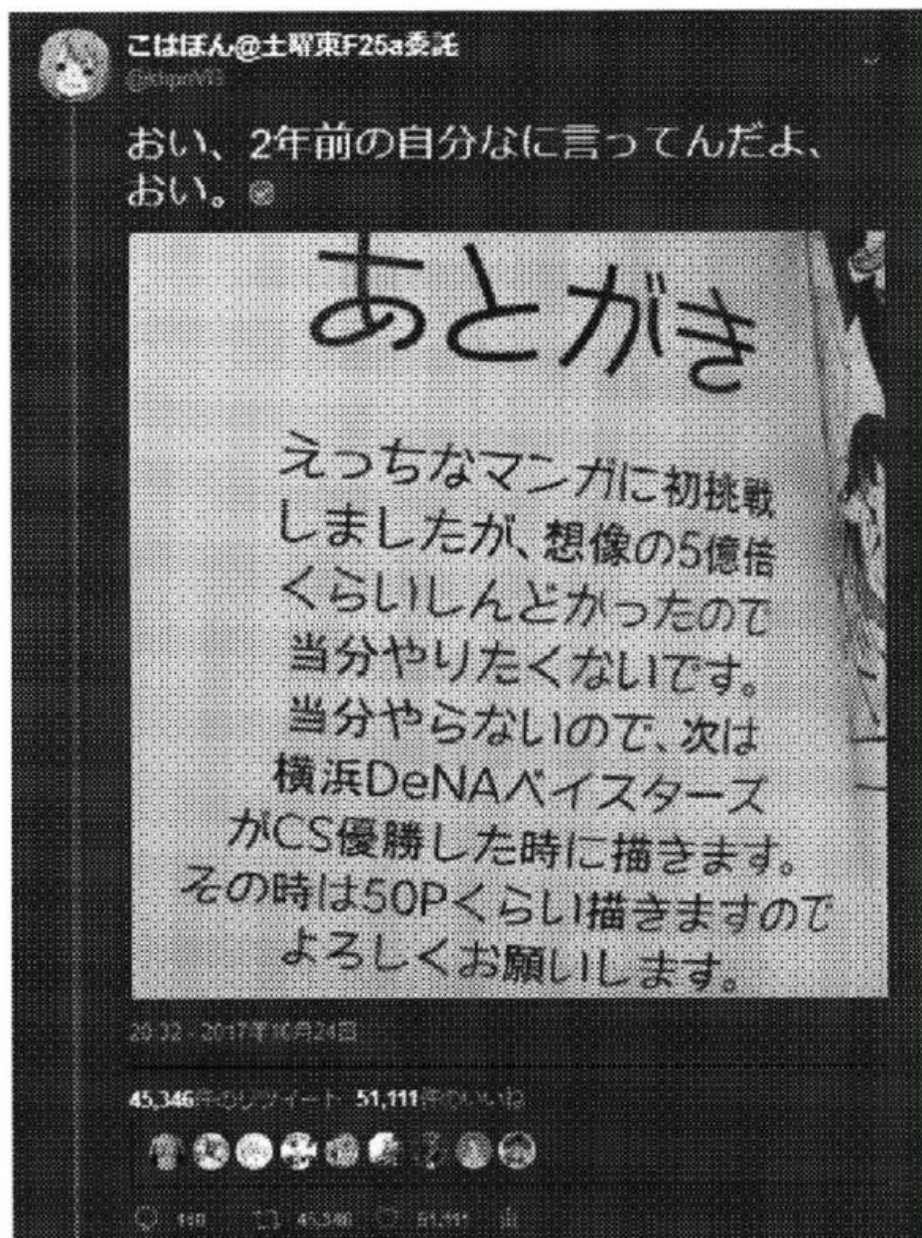 こはぼん@土曜東F25a委託
おい、2年前の自分なに言ってんだよ、
おい。
あとがき
えっちなマンガに初挑戦
しましたが、想像の5億倍
くらいしんどかったので
当分やりたくないです。
当分やらないので、次は
横浜DeNAベイスターズ
がCS優勝した時に描きます。
その時は50Pくらい描きますので
よろしくお願いします。
20:32 - 2017年10月24日
45,346件のリツイート 51,111件のいいね
45,346 51,111